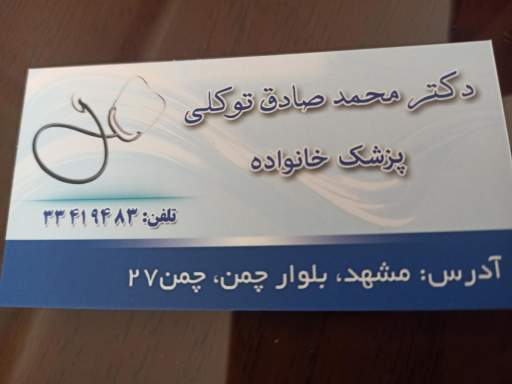 دکتر محمد صادق توکلی
پزشک خانواده
تلفن: ۳۳۴۱۹۴۸۳
آدرس: مشهد، بلوار چمن، چمن۲۷